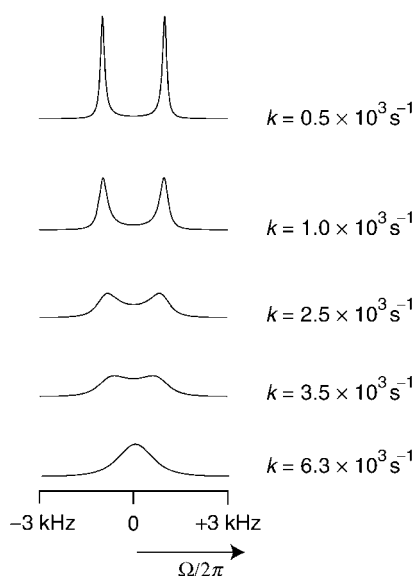 k = 0.5 × 10³ s⁻¹
k = 1.0 × 10³ s⁻¹
k = 2.5 × 10³ s⁻¹
k = 3.5 × 10³ s⁻¹
k = 6.3 × 10³ s⁻¹
−3 kHz 0 +3 kHz
Ω/2π